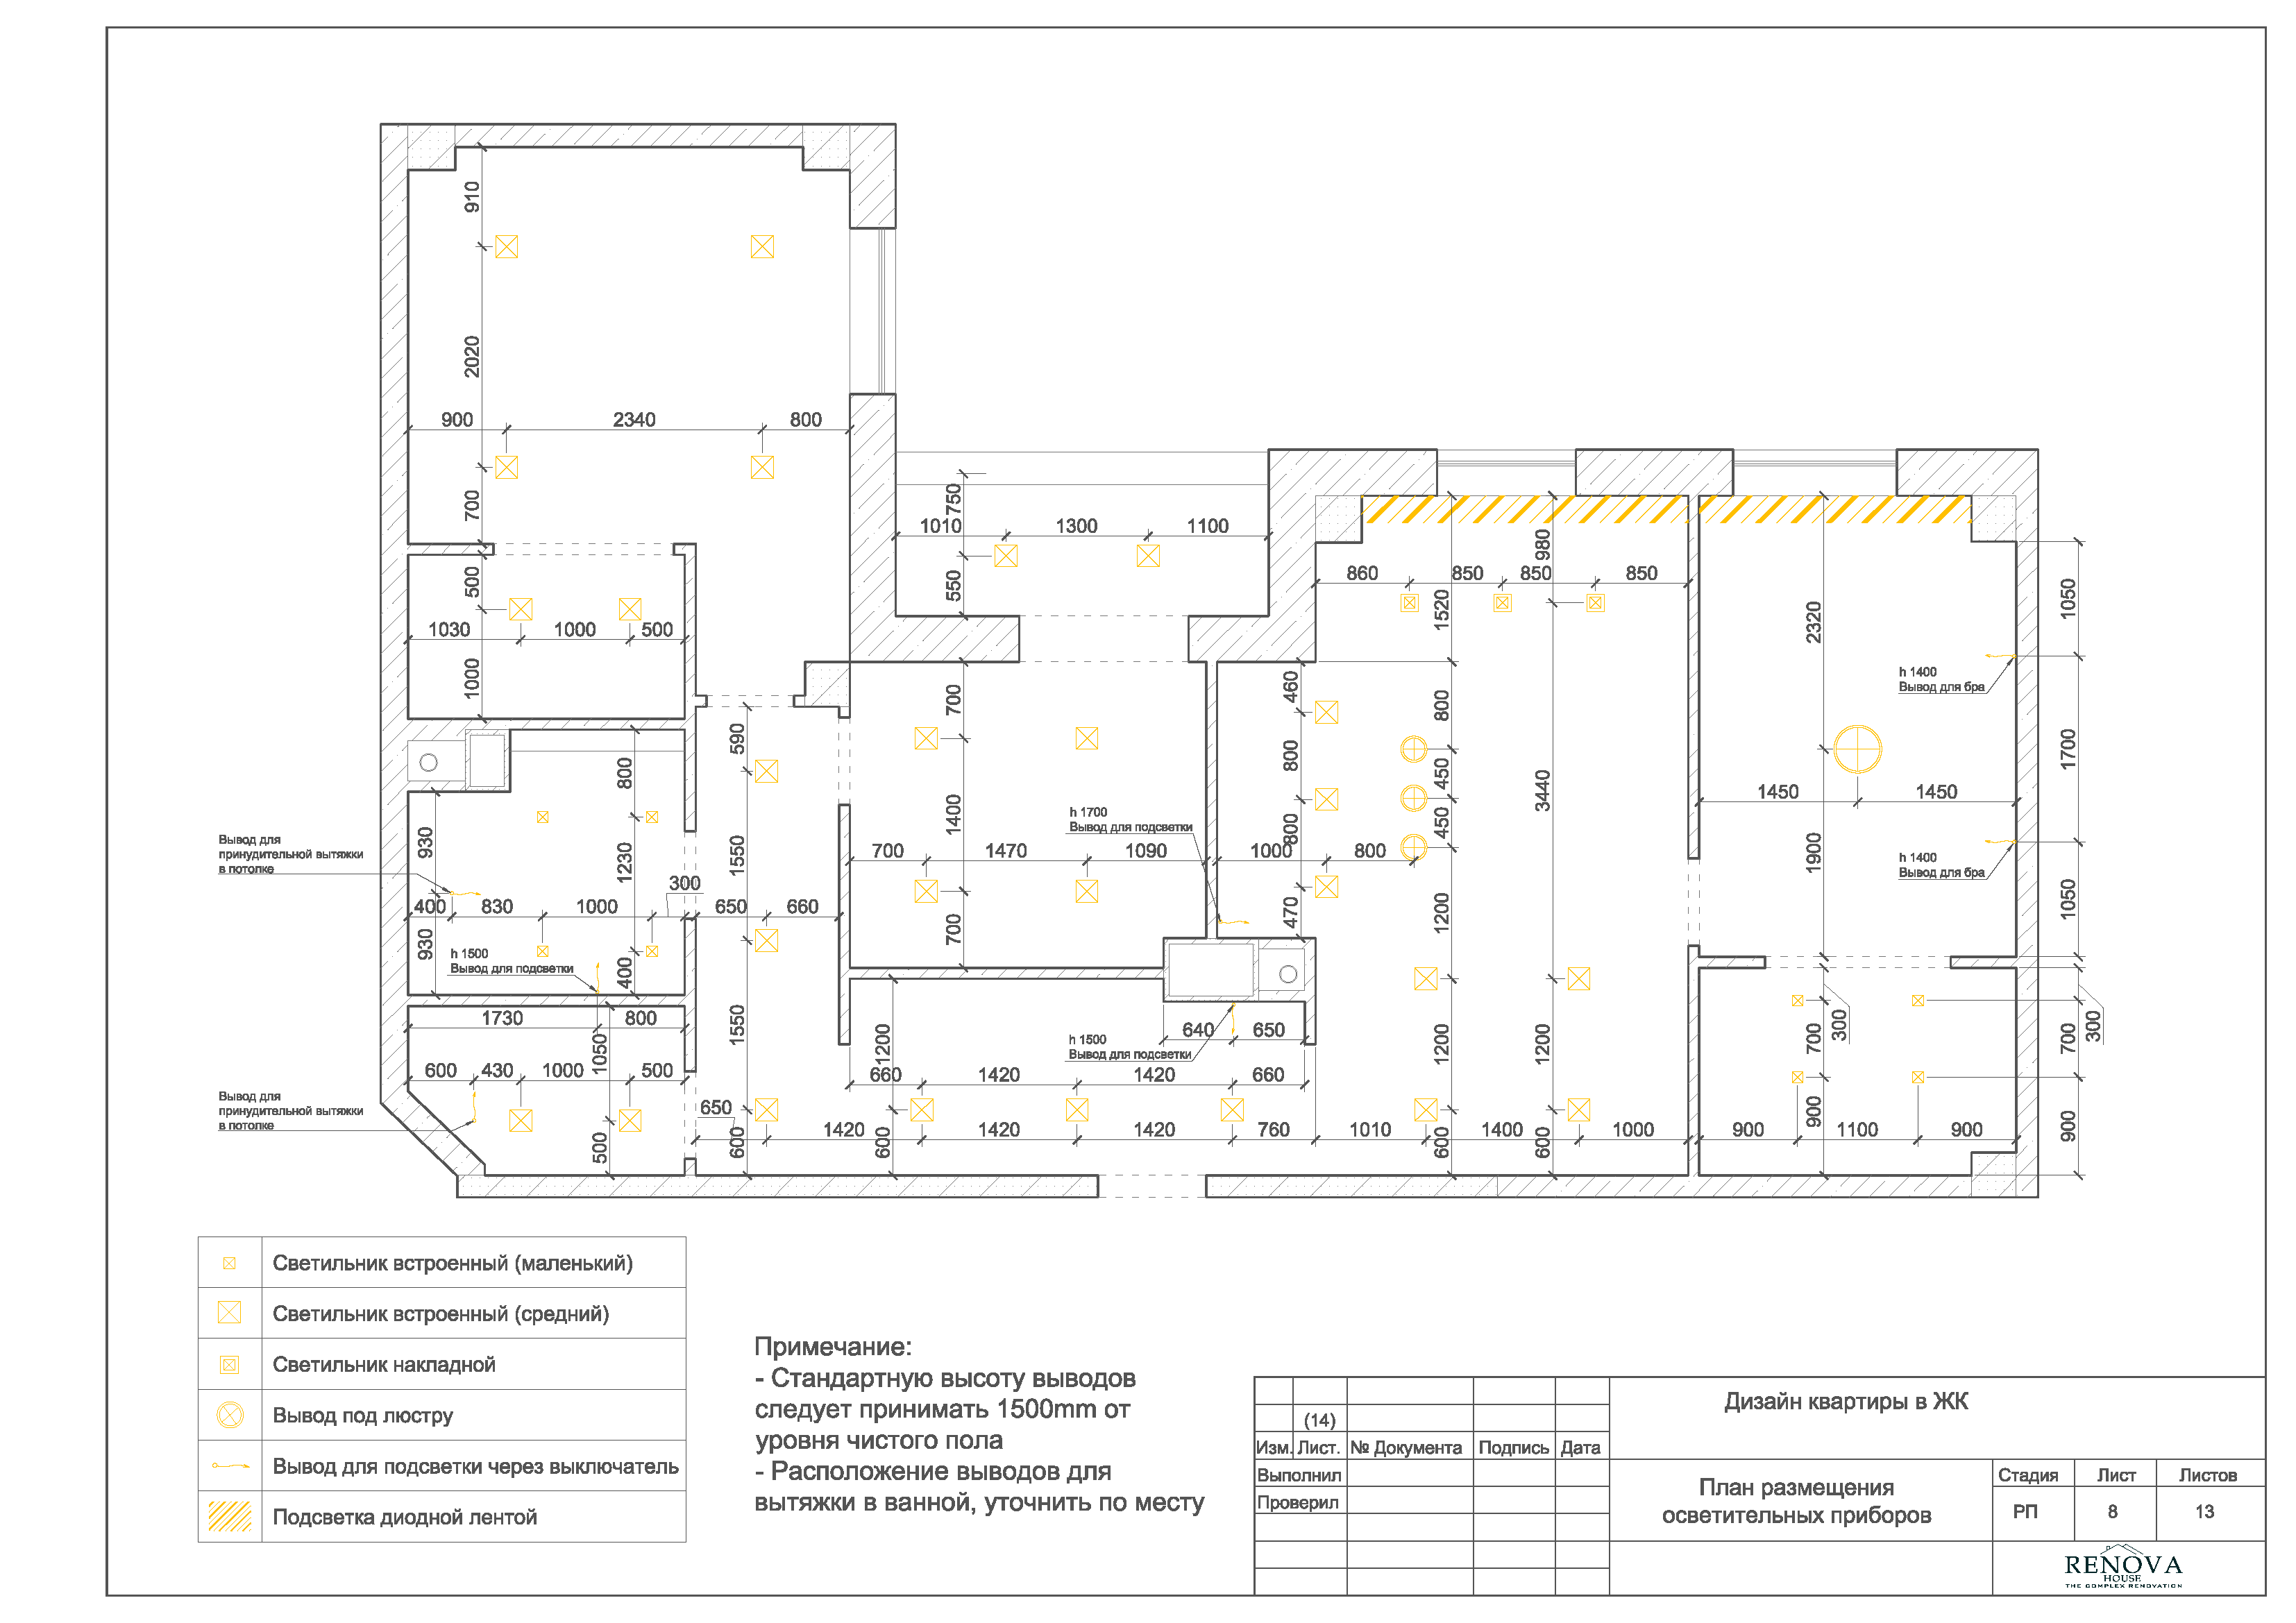 910
2020
900 2340 800
700
750
1010 1300 1100
550
500
1030 1000 500
1000
980
860 850 850 850
1520
2320
1050
h 1400
Вывод для бра
460
700
800
590
800
800
450
3440
1700
1450 1450
h 1700
Вывод для подсветки
1400
450
800
Вывод для
принудительной вытяжки
в потолке
930
1230
1550
700 1470 1090
1000 800
1900
h 1400
Вывод для бра
300
400 830 1000 650 660
930
700
470
1200
1050
h 1500
Вывод для подсветки
400
1730 800
1050
1550
1200
640 650
h 1500
Вывод для подсветки
1200
1200
700
300
700
300
600 430 1000 500
660 1420 1420 660
Вывод для
принудительной вытяжки
в потолке
650
500
600
1420
600
1420 1420 760 1010
600
1400
600
1000 900
900
1100 900
900
Светильник встроенный (маленький)
Светильник встроенный (средний)
Светильник накладной
Вывод под люстру
Вывод для подсветки через выключатель
Подсветка диодной лентой
Примечание:
- Стандартную высоту выводов
следует принимать 1500mm от
уровня чистого пола
- Расположение выводов для
вытяжки в ванной, уточнить по месту
(14)
Изм. Лист. № Документа Подпись Дата
Выполнил
Проверил
Дизайн квартиры в ЖК
План размещения
осветительных приборов
Стадия Лист Листов
РП 8 13
RENOVA
HOUSE
THE COMPLEX RENOVATION